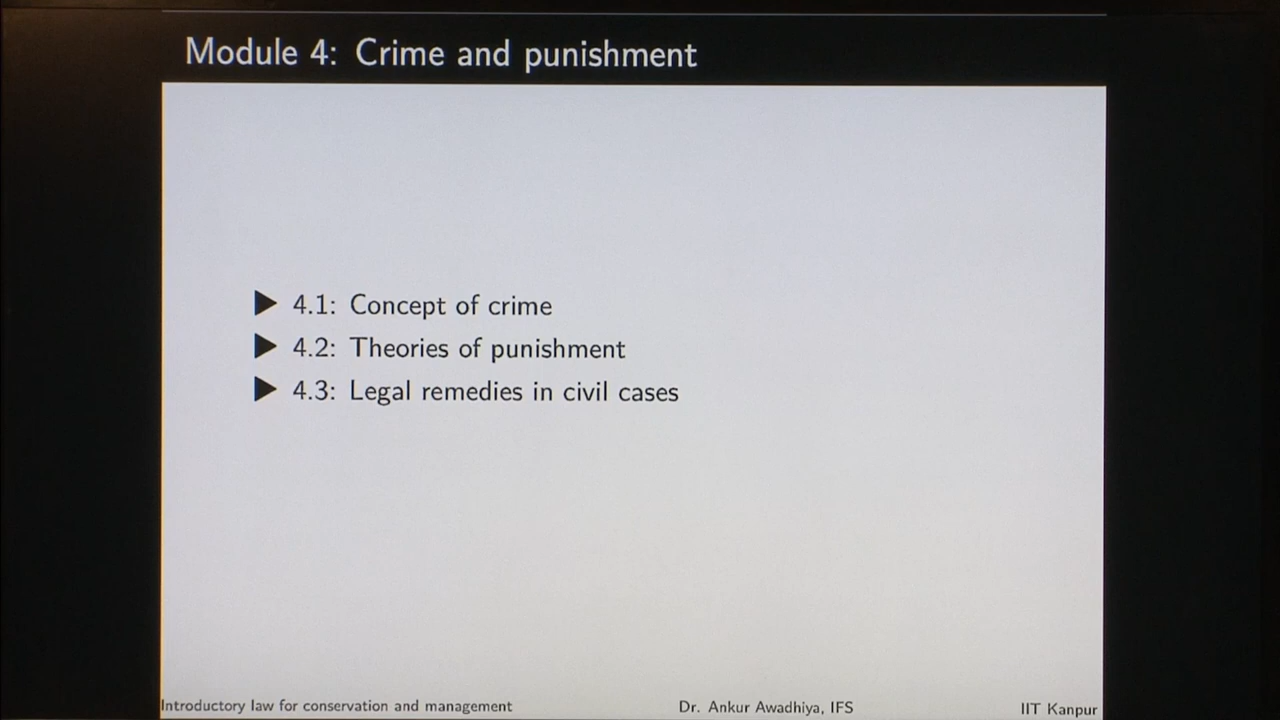 Module 4: Crime and punishment
4.1: Concept of crime
4.2: Theories of punishment
4.3: Legal remedies in civil cases
Introductory law for conservation and management Dr. Ankur Awadhiya, IFS IIT Kanpur